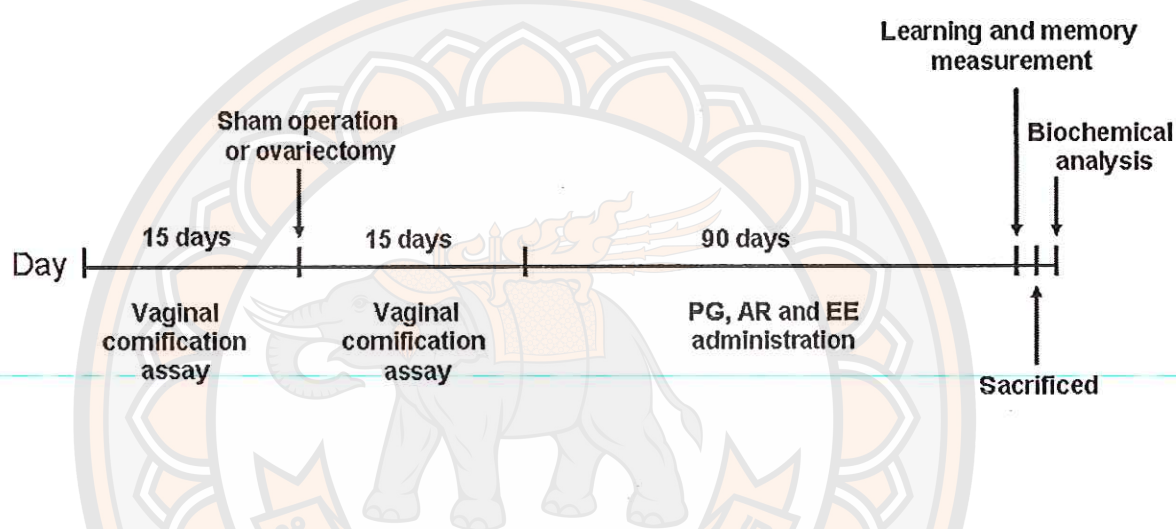 Learning and memory
measurement
Sham operation
or ovariectomy
Biochemical
analysis
15 days
15 days
90 days
Day
Vaginal
cornification
assay
Vaginal
cornification
assay
PG, AR and EE
administration
Sacrificed